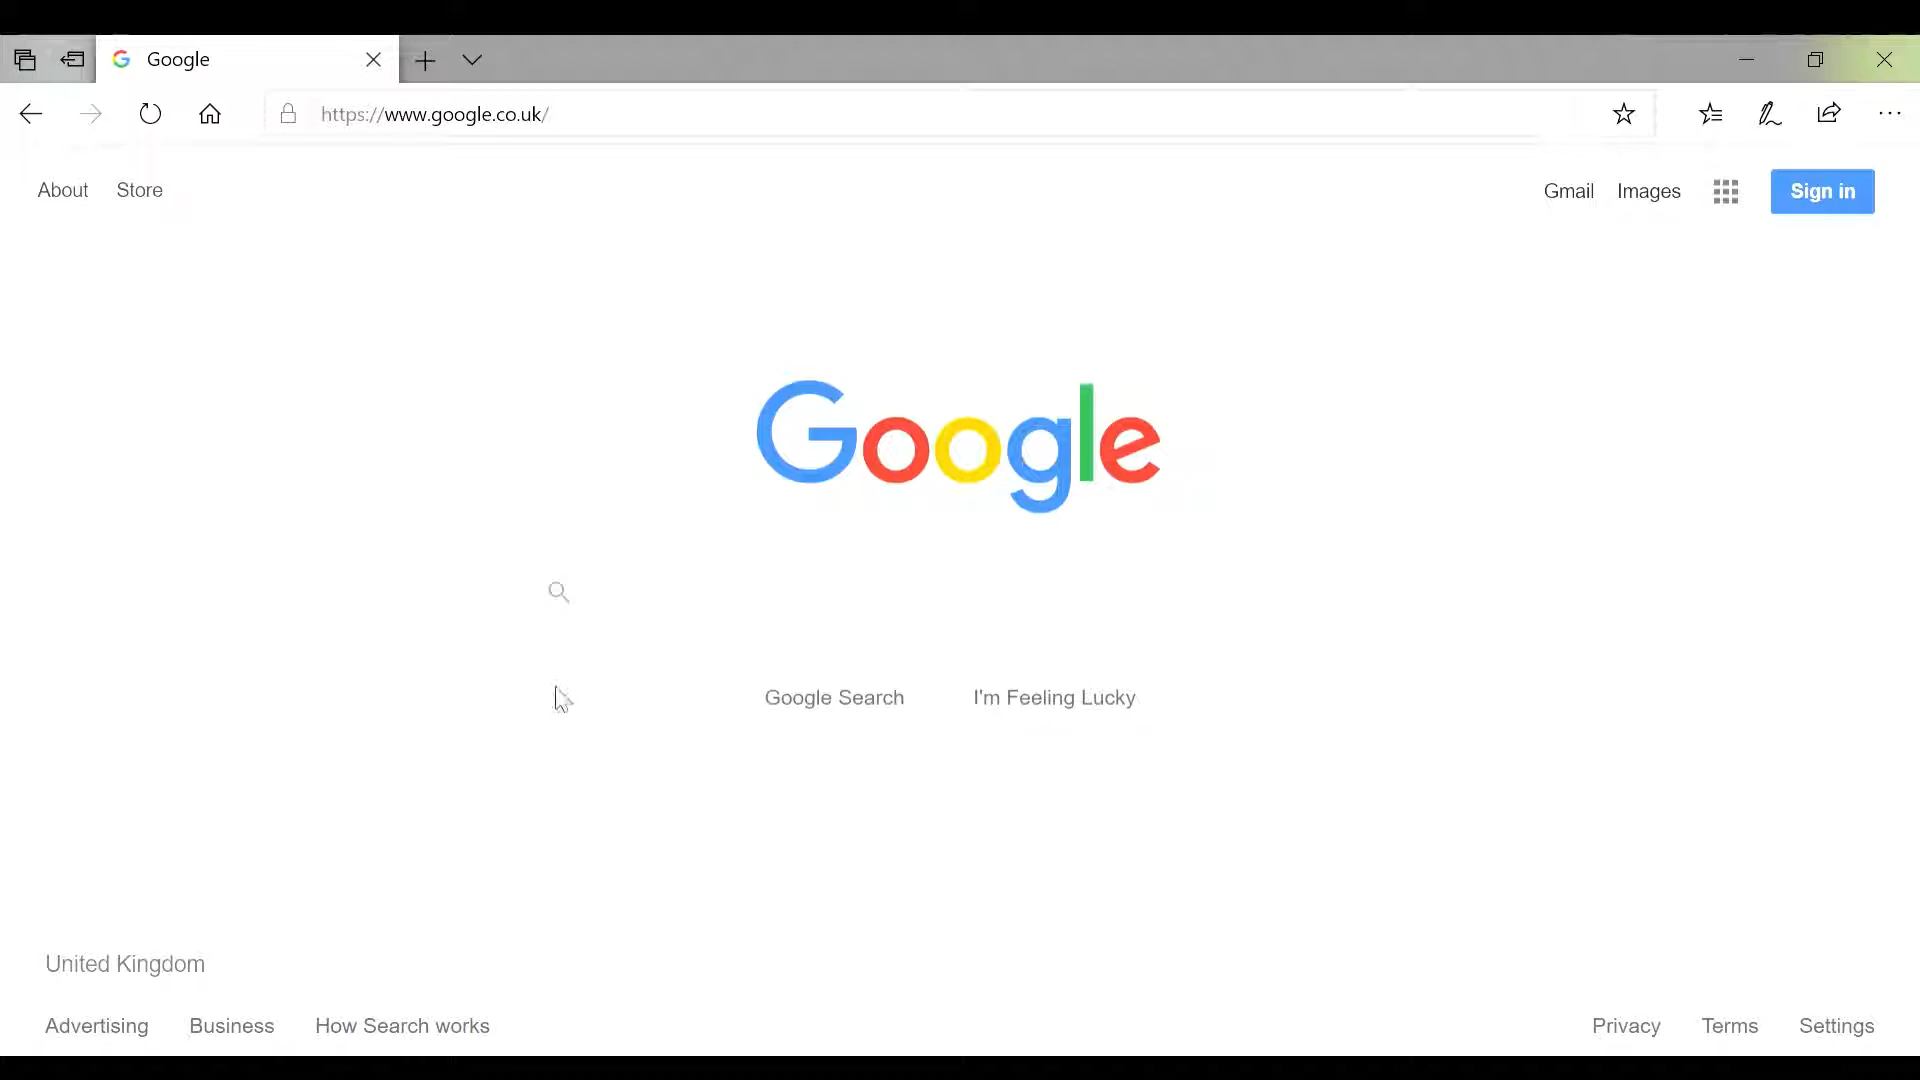 Google
https://www.google.co.uk/
About Store Gmail Images Sign in
Google
Google Search I'm Feeling Lucky
United Kingdom
Advertising Business How Search works Privacy Terms Settings